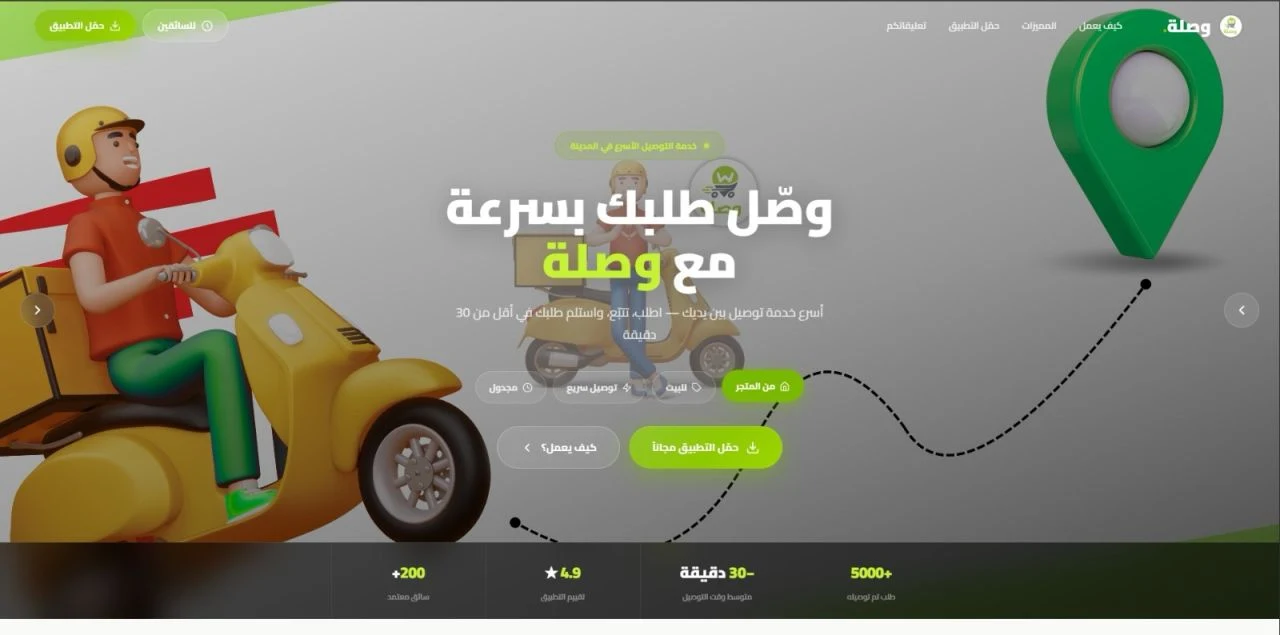 وصلة.
كيف يعمل
المميزات
حمّل التطبيق
تعليقاتكم
للسائقين
حمّل التطبيق
خدمة التوصيل الأسرع في المدينة
وصّل طلبك بسرعة
مع وصلة
أسرع خدمة توصيل بين يديك — اطلب، تتبّع، واستلم طلبك في أقل من 30
دقيقة
من المتجر
للبيت
توصيل سريع
مجدول
حمّل التطبيق مجاناً
كيف يعمل؟
5000+
طلب تم توصيله
~30 دقيقة
متوسط وقت التوصيل
4.9★
تقييم التطبيق
200+
سائق معتمد